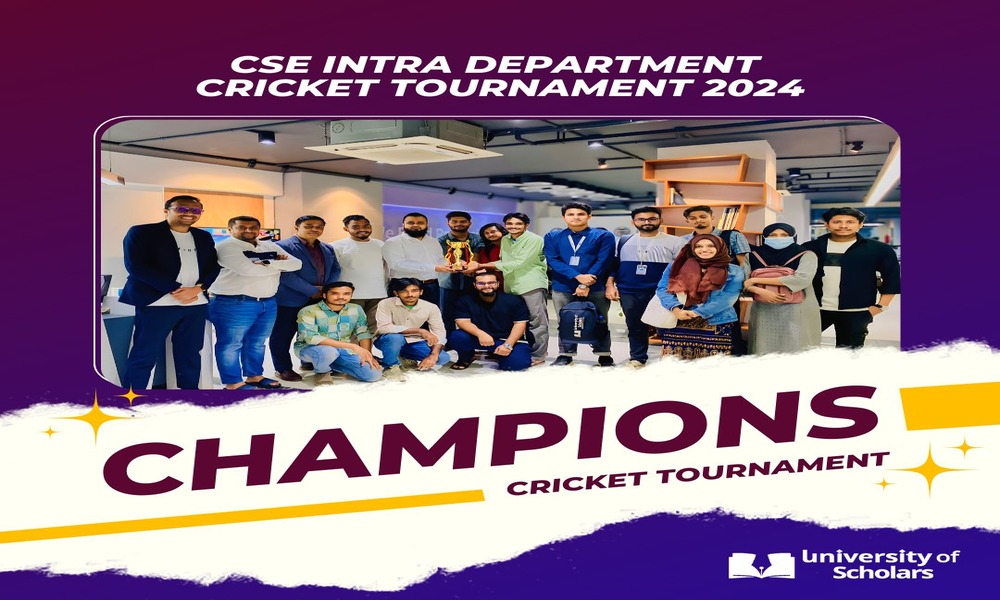 CSE INTRA DEPARTMENT
CRICKET TOURNAMENT 2024
CHAMPIONS
CRICKET TOURNAMENT
University of
Scholars